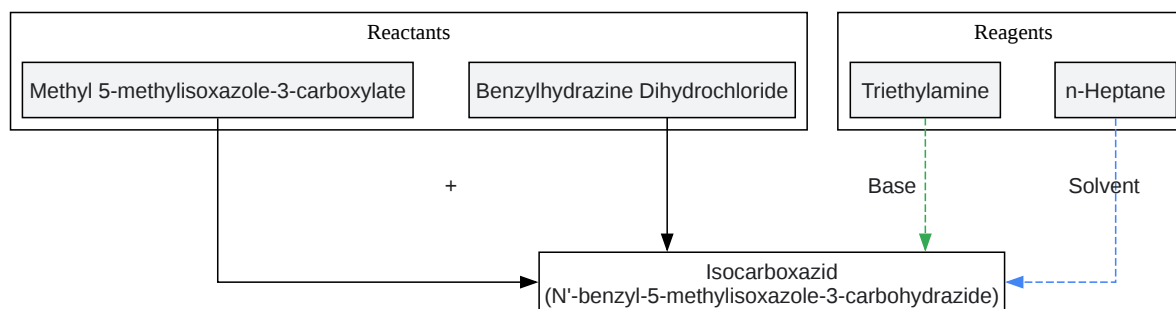 Reactants
Reagents
Methyl 5-methylisoxazole-3-carboxylate
Benzylhydrazine Dihydrochloride
Triethylamine
n-Heptane
+
Base
Solvent
Isocarboxazid
(N'-benzyl-5-methylisoxazole-3-carbohydrazide)